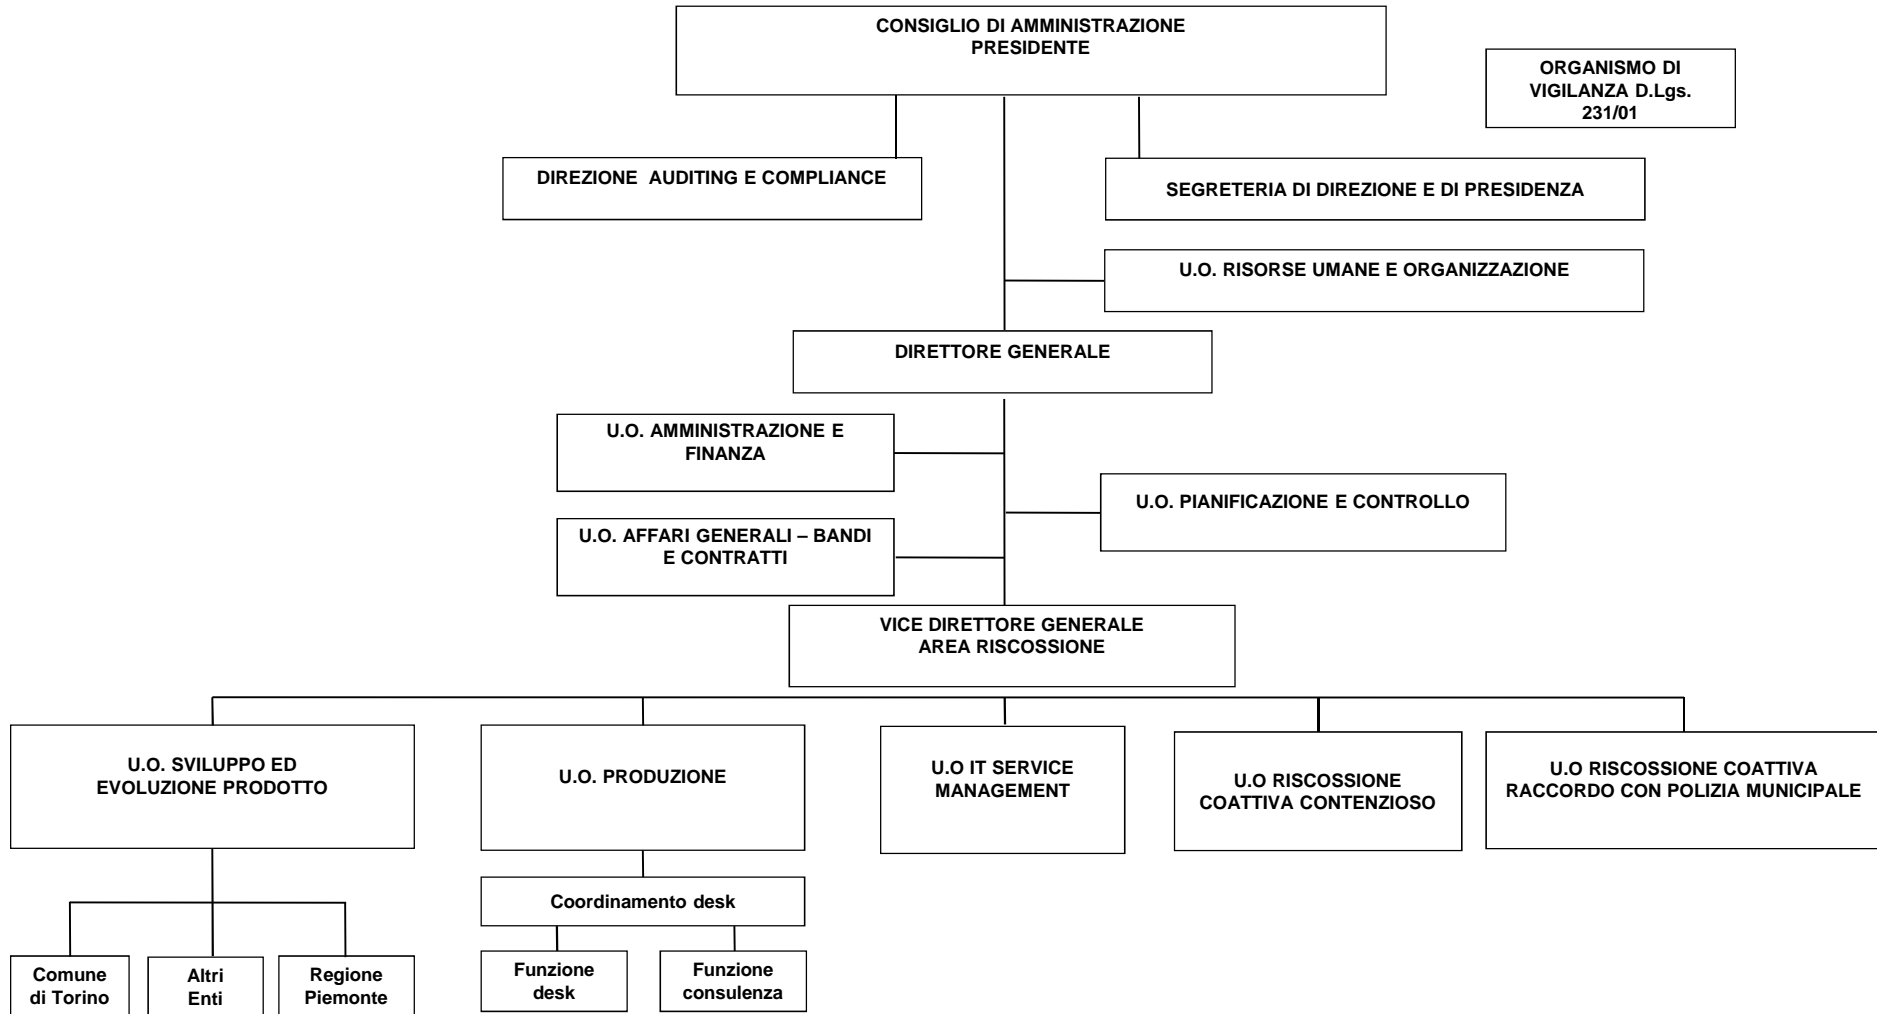 CONSIGLIO DI AMMINISTRAZIONE
PRESIDENTE
ORGANISMO DI
VIGILANZA D.Lgs.
231/01
DIREZIONE AUDITING E COMPLIANCE
SEGRETERIA DI DIREZIONE E DI PRESIDENZA
U.O. RISORSE UMANE E ORGANIZZAZIONE
DIRETTORE GENERALE
U.O. AMMINISTRAZIONE E
FINANZA
U.O. PIANIFICAZIONE E CONTROLLO
U.O. AFFARI GENERALI – BANDI
E CONTRATTI
VICE DIRETTORE GENERALE
AREA RISCOSSIONE
U.O. SVILUPPO ED
EVOLUZIONE PRODOTTO
U.O. PRODUZIONE
U.O IT SERVICE
MANAGEMENT
U.O RISCOSSIONE
COATTIVA CONTENZIOSO
U.O RISCOSSIONE COATTIVA
RACCORDO CON POLIZIA MUNICIPALE
Coordinamento desk
Comune
di Torino
Altri
Enti
Regione
Piemonte
Funzione
desk
Funzione
consulenza